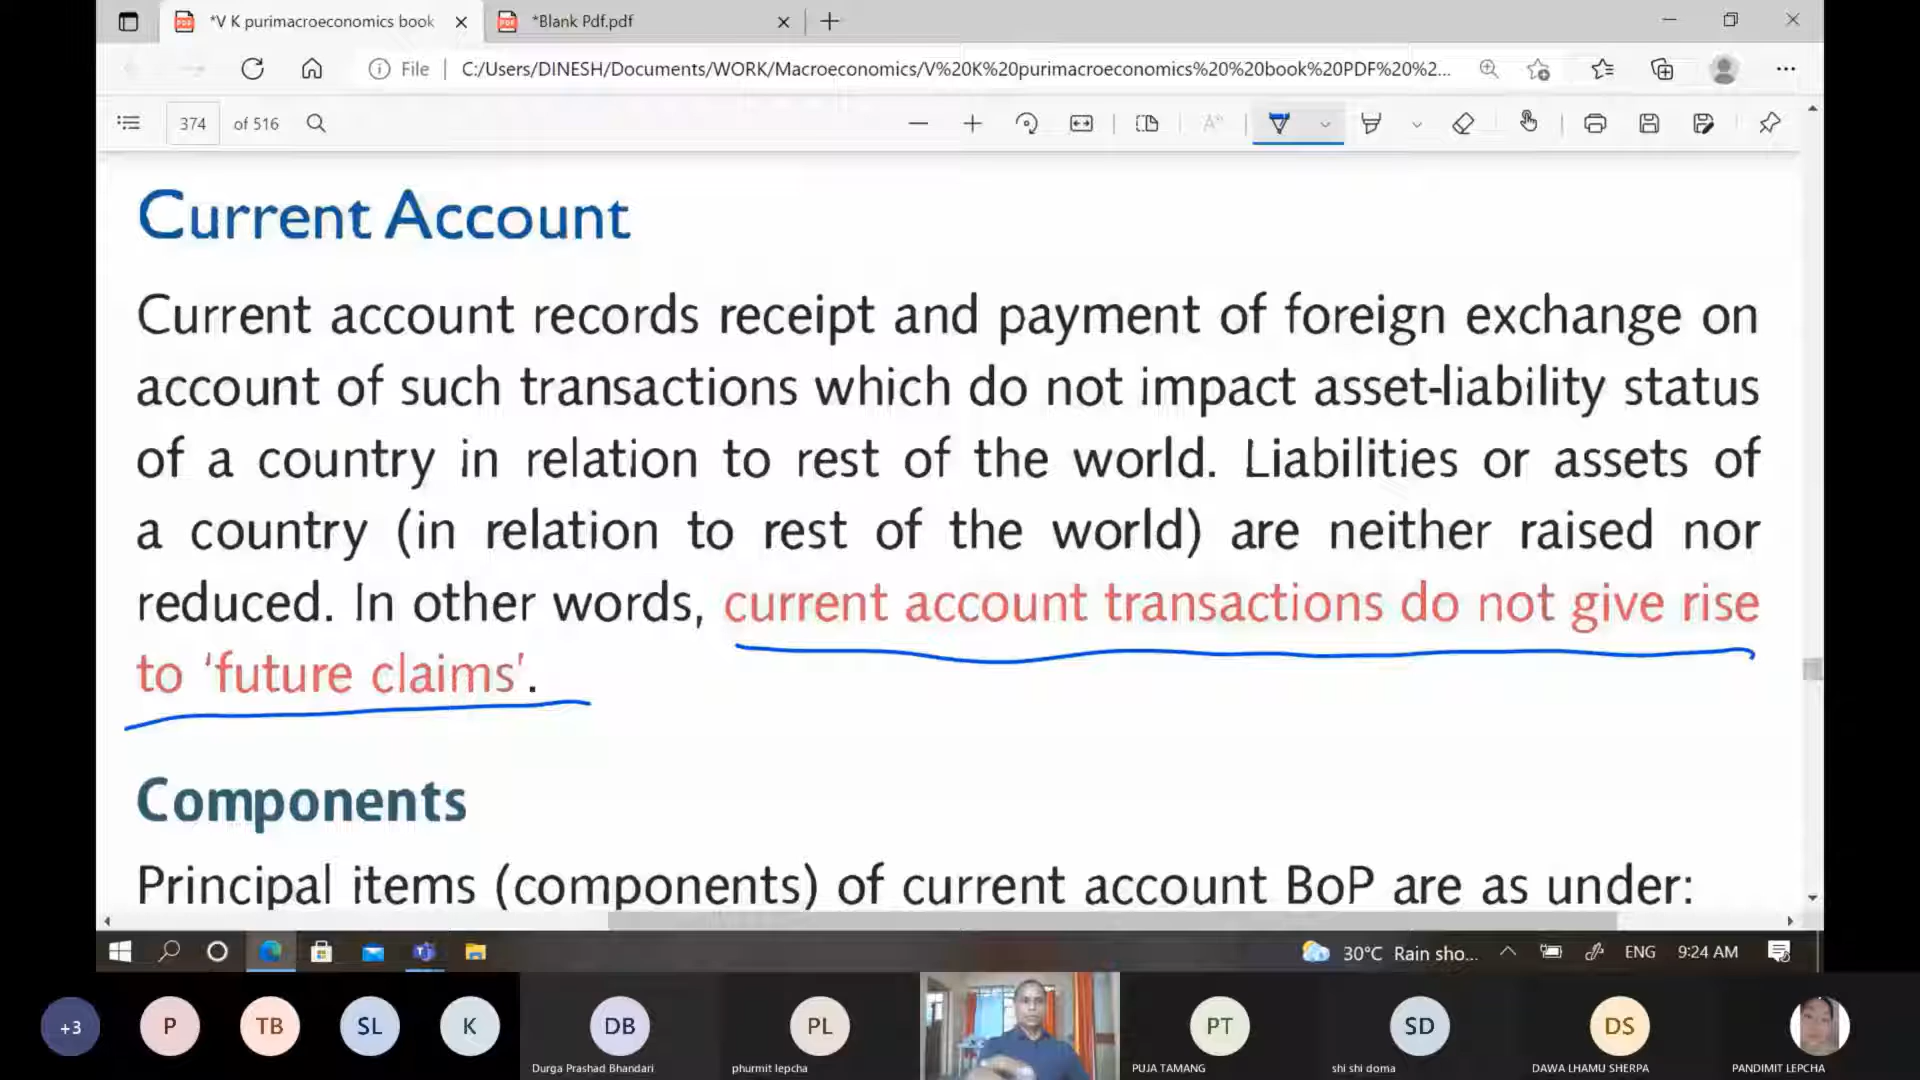 *V K purimacroeconomics book
*Blank Pdf.pdf
File
C:/Users/DINESH/Documents/WORK/Macroeconomics/V%20K%20purimacroeconomics%20%20book%20PDF%20%2...
374 of 516
Current Account
Current account records receipt and payment of foreign exchange on
account of such transactions which do not impact asset-liability status
of a country in relation to rest of the world. Liabilities or assets of
a country (in relation to rest of the world) are neither raised nor
reduced. In other words, current account transactions do not give rise
to 'future claims'.
Components
Principal items (components) of current account BoP are as under:
30°C Rain sho...
ENG
9:24 AM
+3
P
TB
SL
K
DB
PL
PT
SD
DS
Durga Prashad Bhandari
phurmit lepcha
PUJA TAMANG
shi shi doma
DAWA LHAMU SHERPA
PANDIMIT LEPCHA